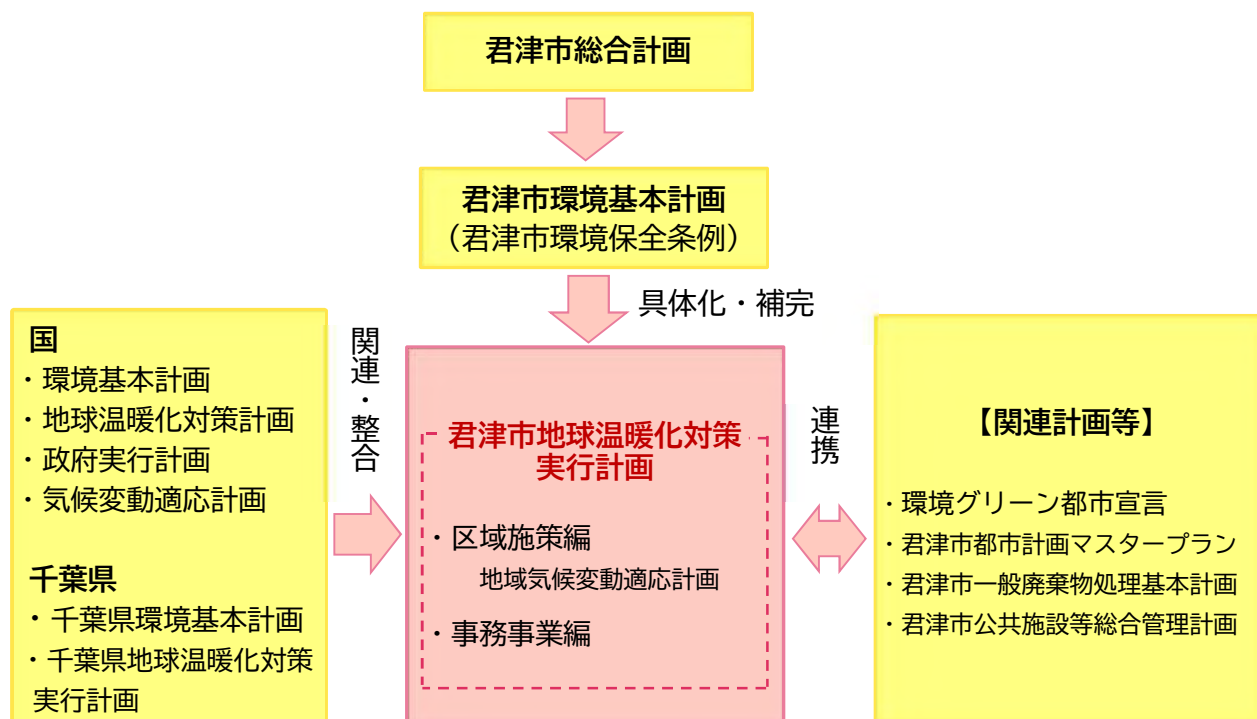 君津市総合計画
君津市環境基本計画
（君津市環境保全条例）
具体化・補完
国
・環境基本計画
・地球温暖化対策計画
・政府実行計画
・気候変動適応計画
千葉県
・千葉県環境基本計画
・千葉県地球温暖化対策
実行計画
関連・整合
君津市地球温暖化対策
実行計画
・区域施策編
地域気候変動適応計画
・事務事業編
連携
【関連計画等】
・環境グリーン都市宣言
・君津市都市計画マスタープラン
・君津市一般廃棄物処理基本計画
・君津市公共施設等総合管理計画